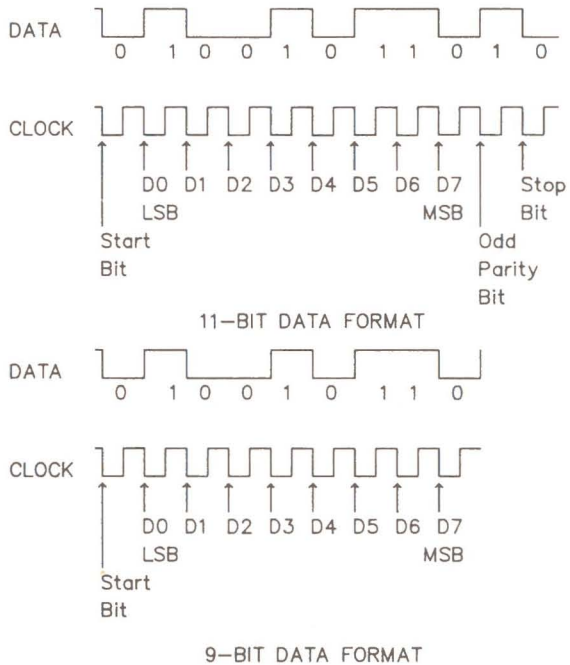 DATA
0 1 0 0 1 0 1 1 0 1 0
CLOCK
D0 D1 D2 D3 D4 D5 D6 D7 Stop
LSB MSB Bit
Start Odd
Bit Parity
Bit
11-BIT DATA FORMAT
DATA
0 1 0 0 1 0 1 1 0
CLOCK
D0 D1 D2 D3 D4 D5 D6 D7
LSB MSB
Start
Bit
9-BIT DATA FORMAT